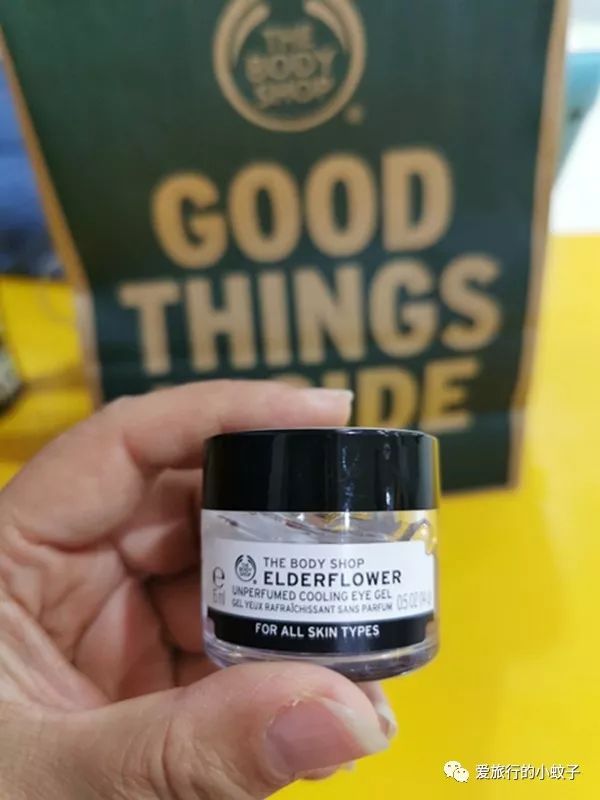 THE
BODY
SHOP
®
GOOD
THINGS
THE BODY SHOP
ELDERFLOWER
UNPERFUMED COOLING EYE GEL
GEL YEUX RAFRAÎCHISSANT SANS PARFUM
FOR ALL SKIN TYPES
爱旅行的小蚊子